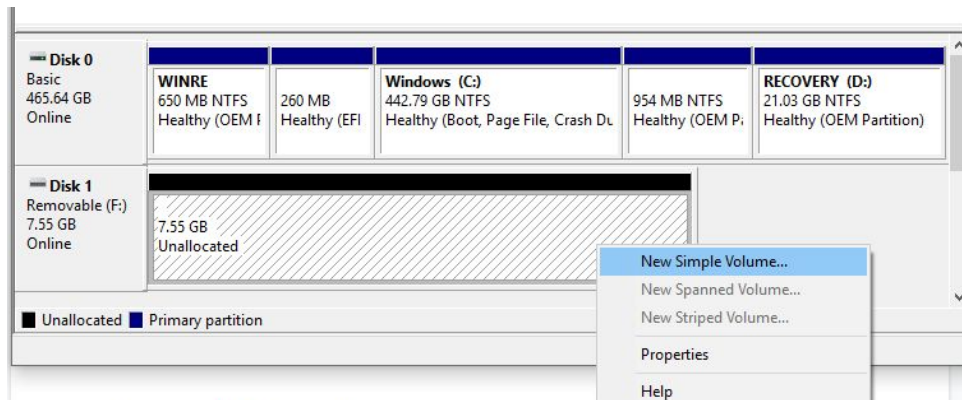 Disk 0
Basic
465.64 GB
Online
WINRE
650 MB NTFS
Healthy (OEM F
260 MB
Healthy (EFI
Windows (C:)
442.79 GB NTFS
Healthy (Boot, Page File, Crash Du
954 MB NTFS
Healthy (OEM Pa
RECOVERY (D:)
21.03 GB NTFS
Healthy (OEM Partition)
Disk 1
Removable (F:)
7.55 GB
Online
7.55 GB
Unallocated
New Simple Volume...
New Spanned Volume...
New Striped Volume...
Properties
Help
Unallocated
Primary partition